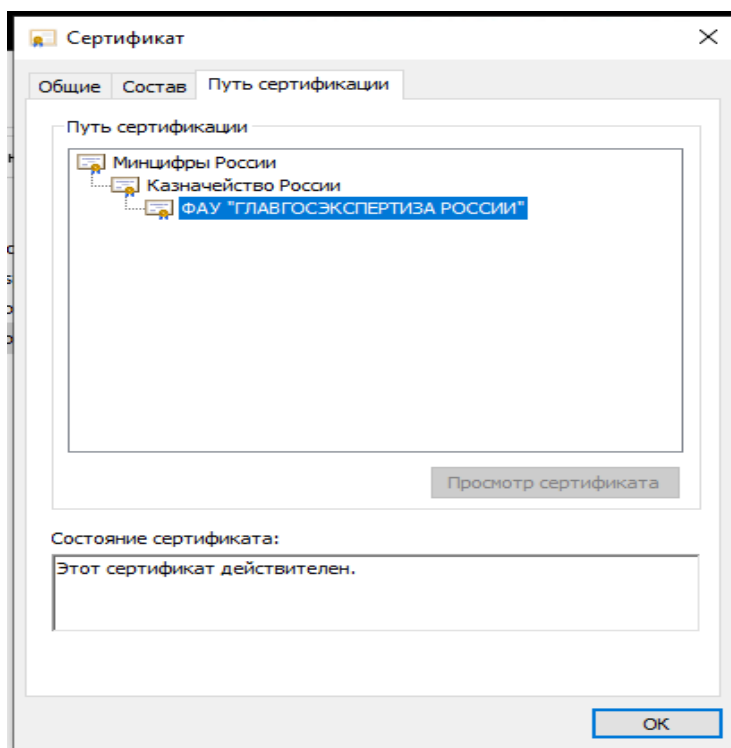 Сертификат
Общие Состав Путь сертификации
Путь сертификации
Минцифры России
Казначейство России
ФАУ "ГЛАВГОСЭКСПЕРТИЗА РОССИИ"
Просмотр сертификата
Состояние сертификата:
Этот сертификат действителен.
ОК